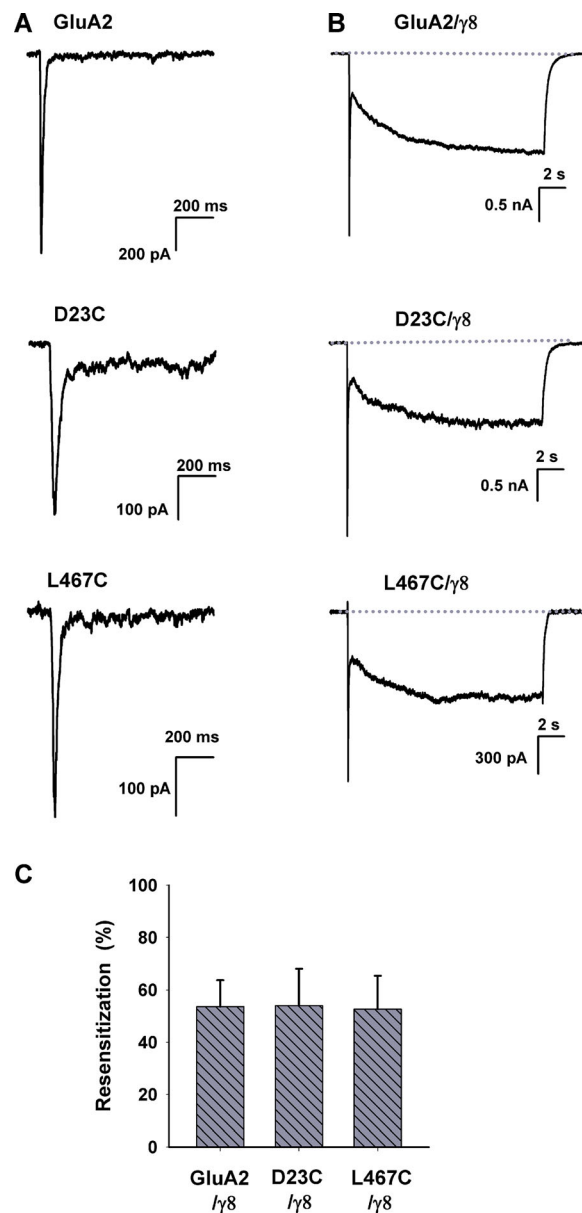 A
GluA2
200 ms
200 pA
D23C
200 ms
100 pA
L467C
200 ms
100 pA
B
GluA2/γ8
2 s
0.5 nA
D23C/γ8
2 s
0.5 nA
L467C/γ8
2 s
300 pA
C
Resensitization (%)
100
80
60
40
20
0
GluA2 /γ8
D23C /γ8
L467C /γ8